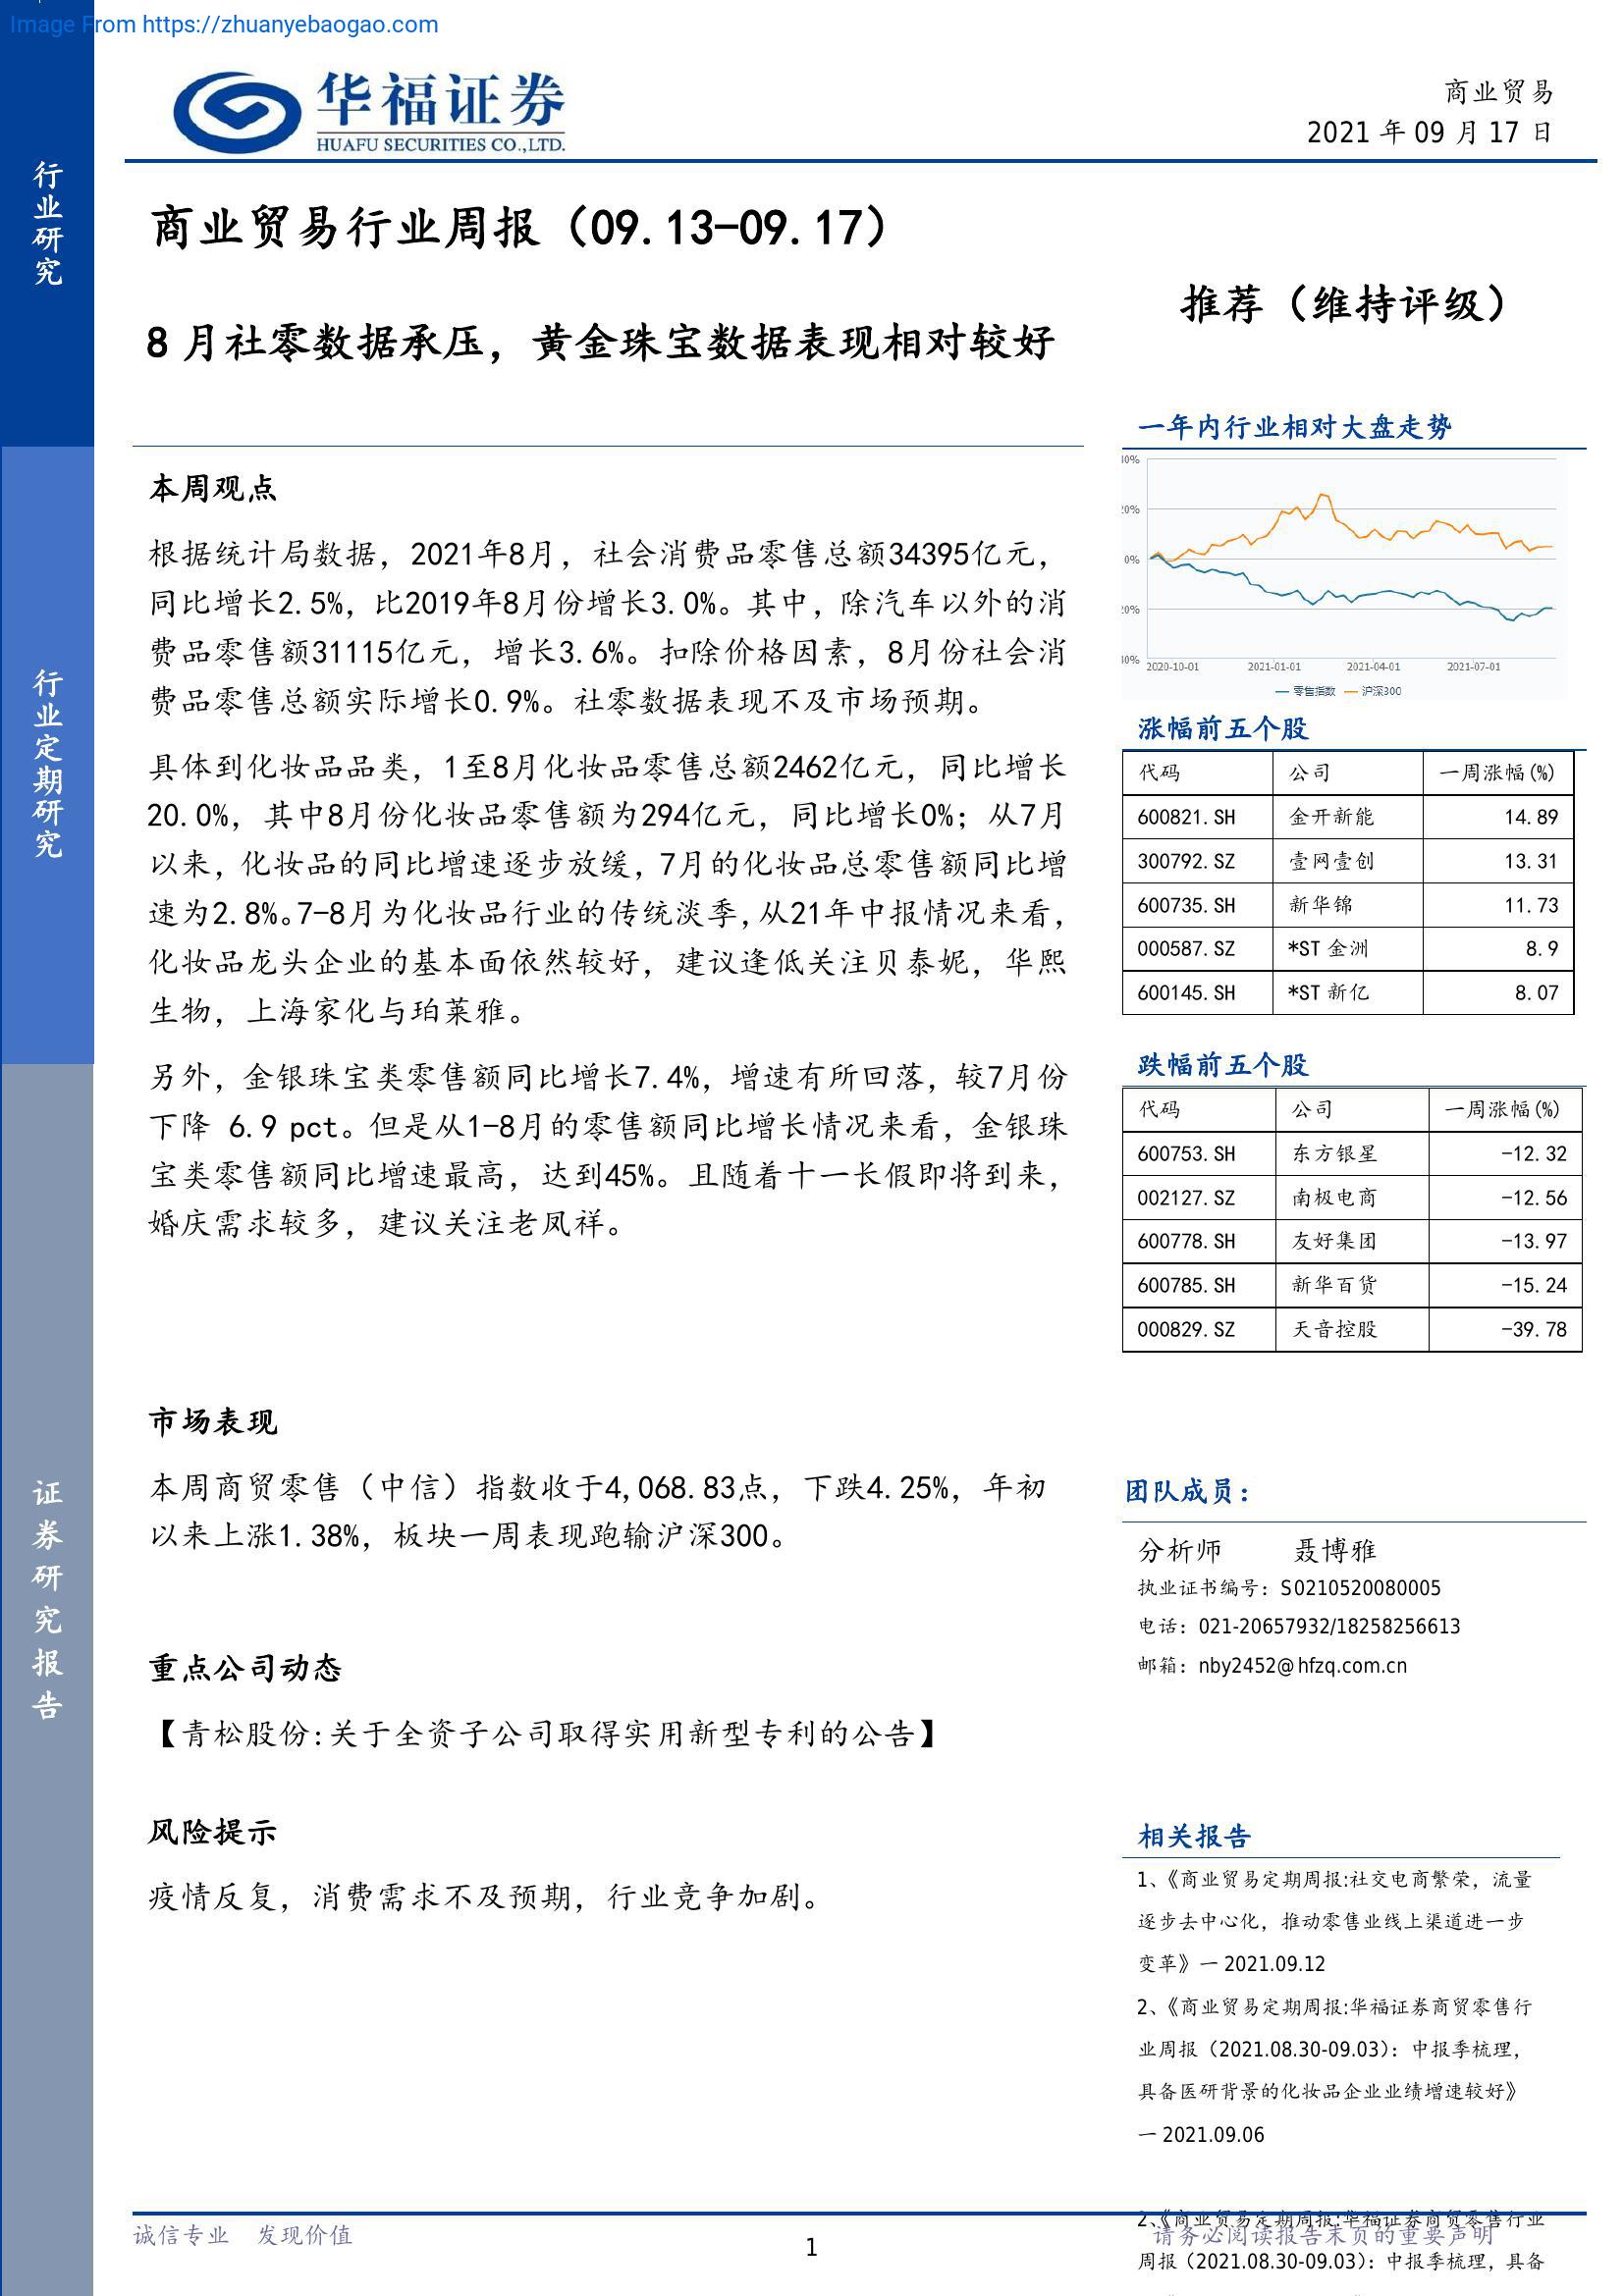 Image From https://zhuanyebaogao.com
华福证券
HUAFU SECURITIES CO.,LTD.
商业贸易
2021 年 09 月 17 日
行业研究
行业定期研究
证券研究报告
商业贸易行业周报（09.13-09.17）
8 月社零数据承压，黄金珠宝数据表现相对较好
推荐（维持评级）
本周观点
根据统计局数据，2021年8月，社会消费品零售总额34395亿元，
同比增长2.5%，比2019年8月份增长3.0%。其中，除汽车以外的消
费品零售额31115亿元，增长3.6%。扣除价格因素，8月份社会消
费品零售总额实际增长0.9%。社零数据表现不及市场预期。
具体到化妆品品类，1至8月化妆品零售总额2462亿元，同比增长
20.0%，其中8月份化妆品零售额为294亿元，同比增长0%；从7月
以来，化妆品的同比增速逐步放缓，7月的化妆品总零售额同比增
速为2.8%。7-8月为化妆品行业的传统淡季，从21年中报情况来看，
化妆品龙头企业的基本面依然较好，建议逢低关注贝泰妮，华熙
生物，上海家化与珀莱雅。
另外，金银珠宝类零售额同比增长7.4%，增速有所回落，较7月份
下降 6.9 pct。但是从1-8月的零售额同比增长情况来看，金银珠
宝类零售额同比增速最高，达到45%。且随着十一长假即将到来，
婚庆需求较多，建议关注老凤祥。
市场表现
本周商贸零售（中信）指数收于4,068.83点，下跌4.25%，年初
以来上涨1.38%，板块一周表现跑输沪深300。
重点公司动态
【青松股份:关于全资子公司取得实用新型专利的公告】
风险提示
疫情反复，消费需求不及预期，行业竞争加剧。
一年内行业相对大盘走势
20%
0%
20%
2020-10-01 2021-01-01 2021-04-01 2021-07-01
零售指数 沪深300
涨幅前五个股
代码 公司 一周涨幅(%)
600821.SH 金开新能 14.89
300792.SZ 壹网壹创 13.31
600735.SH 新华锦 11.73
000587.SZ *ST 金洲 8.9
600145.SH *ST 新亿 8.07
跌幅前五个股
代码 公司 一周涨幅(%)
600753.SH 东方银星 -12.32
002127.SZ 南极电商 -12.56
600778.SH 友好集团 -13.97
600785.SH 新华百货 -15.24
000829.SZ 天音控股 -39.78
团队成员：
分析师 聂博雅
执业证书编号：S0210520080005
电话：021-20657932/18258256613
邮箱：nby2452@hfzq.com.cn
相关报告
1、《商业贸易定期周报:社交电商繁荣，流量
逐步去中心化，推动零售业线上渠道进一步
变革》一 2021.09.12
2、《商业贸易定期周报:华福证券商贸零售行
业周报（2021.08.30-09.03）：中报季梳理，
具备医研背景的化妆品企业业绩增速较好》
一 2021.09.06
2、《商业贸易定期周报:华福证券商贸零售行业
周报（2021.08.30-09.03）：中报季梳理，具备
诚信专业 发现价值
1
请务必阅读报告末页的重要声明